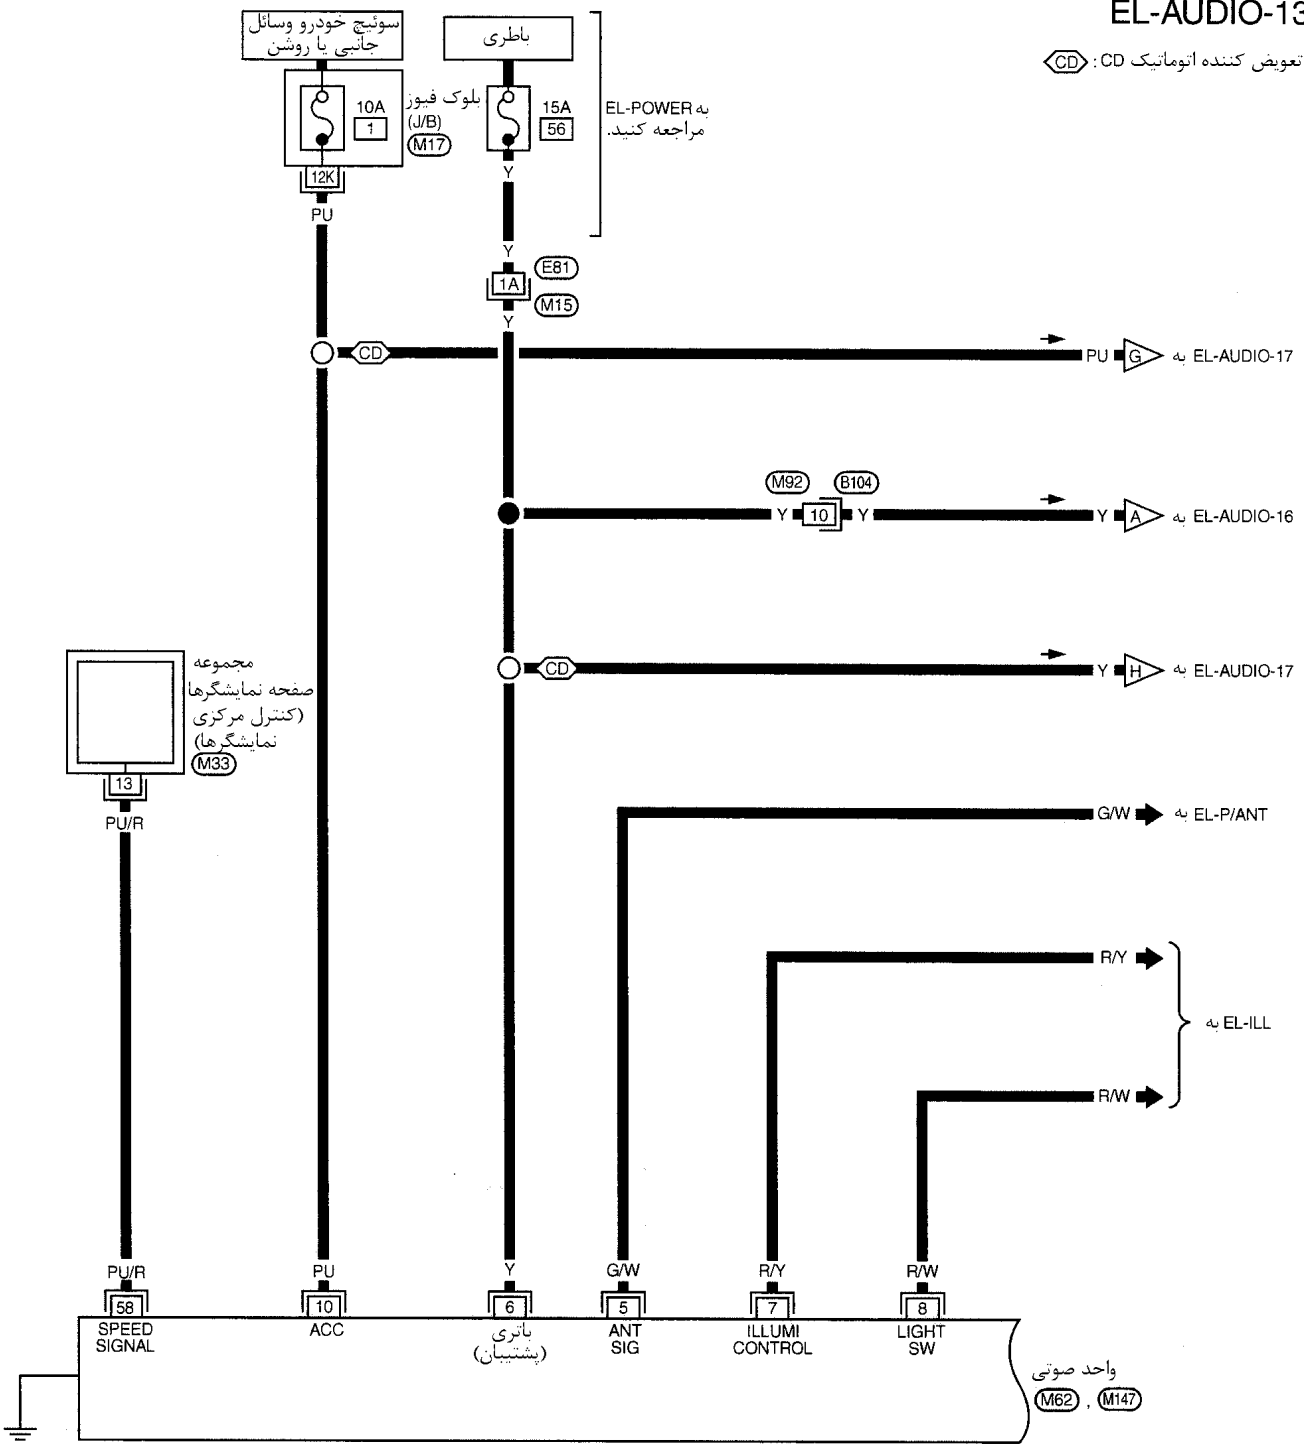 EL-AUDIO-13
تعویض کننده اتوماتیک CD : CD
سوئیچ خودرو وسائل
جانبی یا روشن
باطری
10A
1
بلوک فیوز
(J/B)
M17
15A
56
به EL-POWER
مراجعه کنید.
12K
PU
Y
Y
E81
1A
M15
Y
CD
PU
G
به EL-AUDIO-17
M92
B104
Y
10
Y
Y
A
به EL-AUDIO-16
CD
Y
H
به EL-AUDIO-17
مجموعه
صفحه نمایشگرها
(کنترل مرکزی
نمایشگرها)
M33
13
PU/R
G/W
به EL-P/ANT
R/Y
به EL-ILL
R/W
PU/R
PU
Y
G/W
R/Y
R/W
58
10
6
5
7
8
SPEED
SIGNAL
ACC
باتری
(پشتیبان)
ANT
SIG
ILLUMI
CONTROL
LIGHT
SW
واحد صوتی
M62 , M147